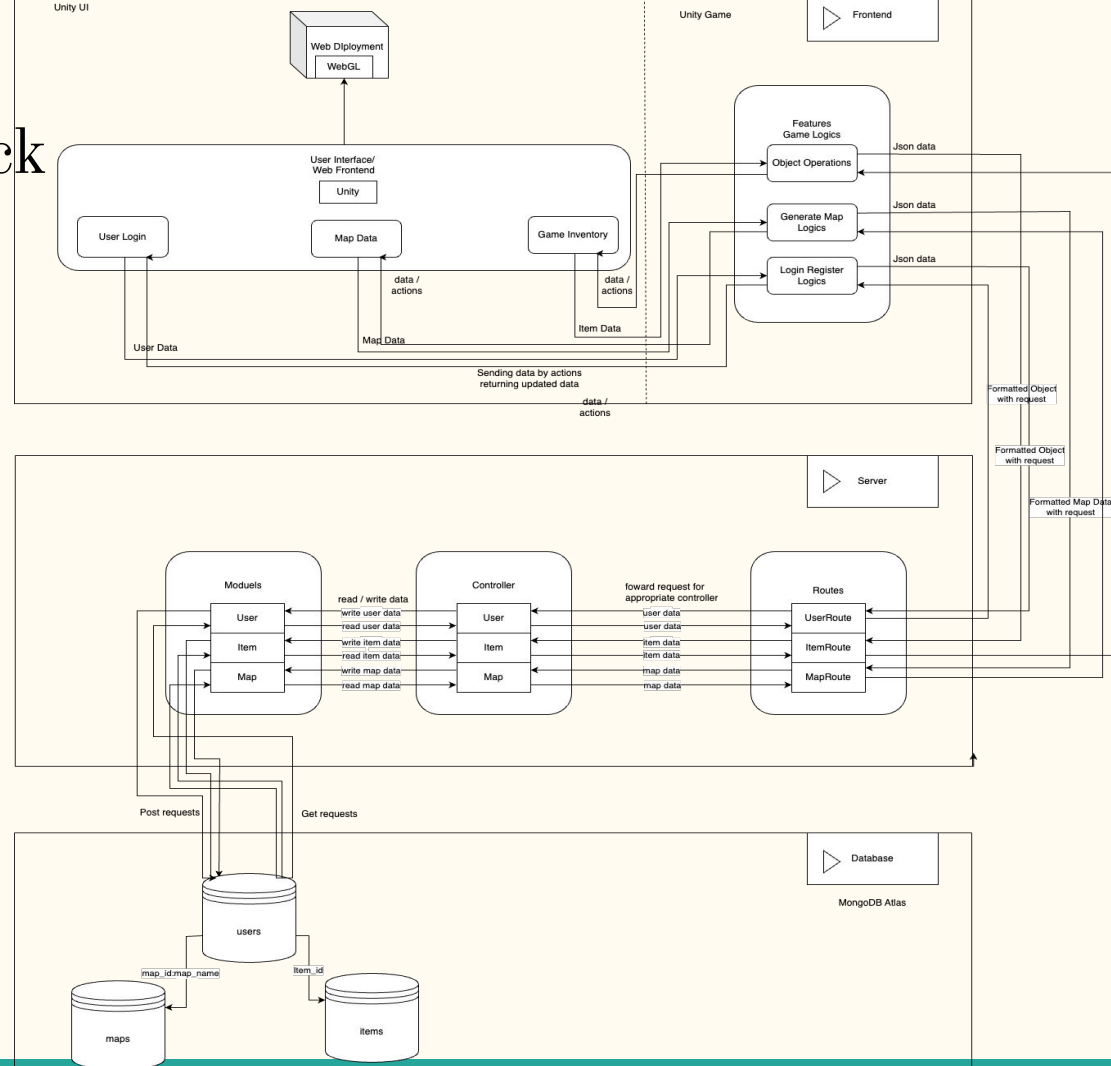 Unity UI
Unity Game
Frontend
Web DIployment
WebGL
ck
User Interface/
Web Frontend
Unity
User Login
Map Data
Game Inventory
Features
Game Logics
Object Operations
Generate Map
Logics
Login Register
Logics
Json data
Json data
Json data
data /
actions
data /
actions
Item Data
Map Data
User Data
Sending data by actions
returning updated data
data /
actions
Formatted Object
with request
Formatted Object
with request
Formatted Map Data
with request
Server
Moduels
User
Item
Map
read / write data
write user data
read user data
write item data
read item data
write map data
read map data
Controller
User
Item
Map
foward request for
appropriate controller
user data
user data
item data
item data
map data
map data
Routes
UserRoute
ItemRoute
MapRoute
Post requests
Get requests
Database
MongoDB Atlas
users
map_id:map_name
Item_id
maps
items